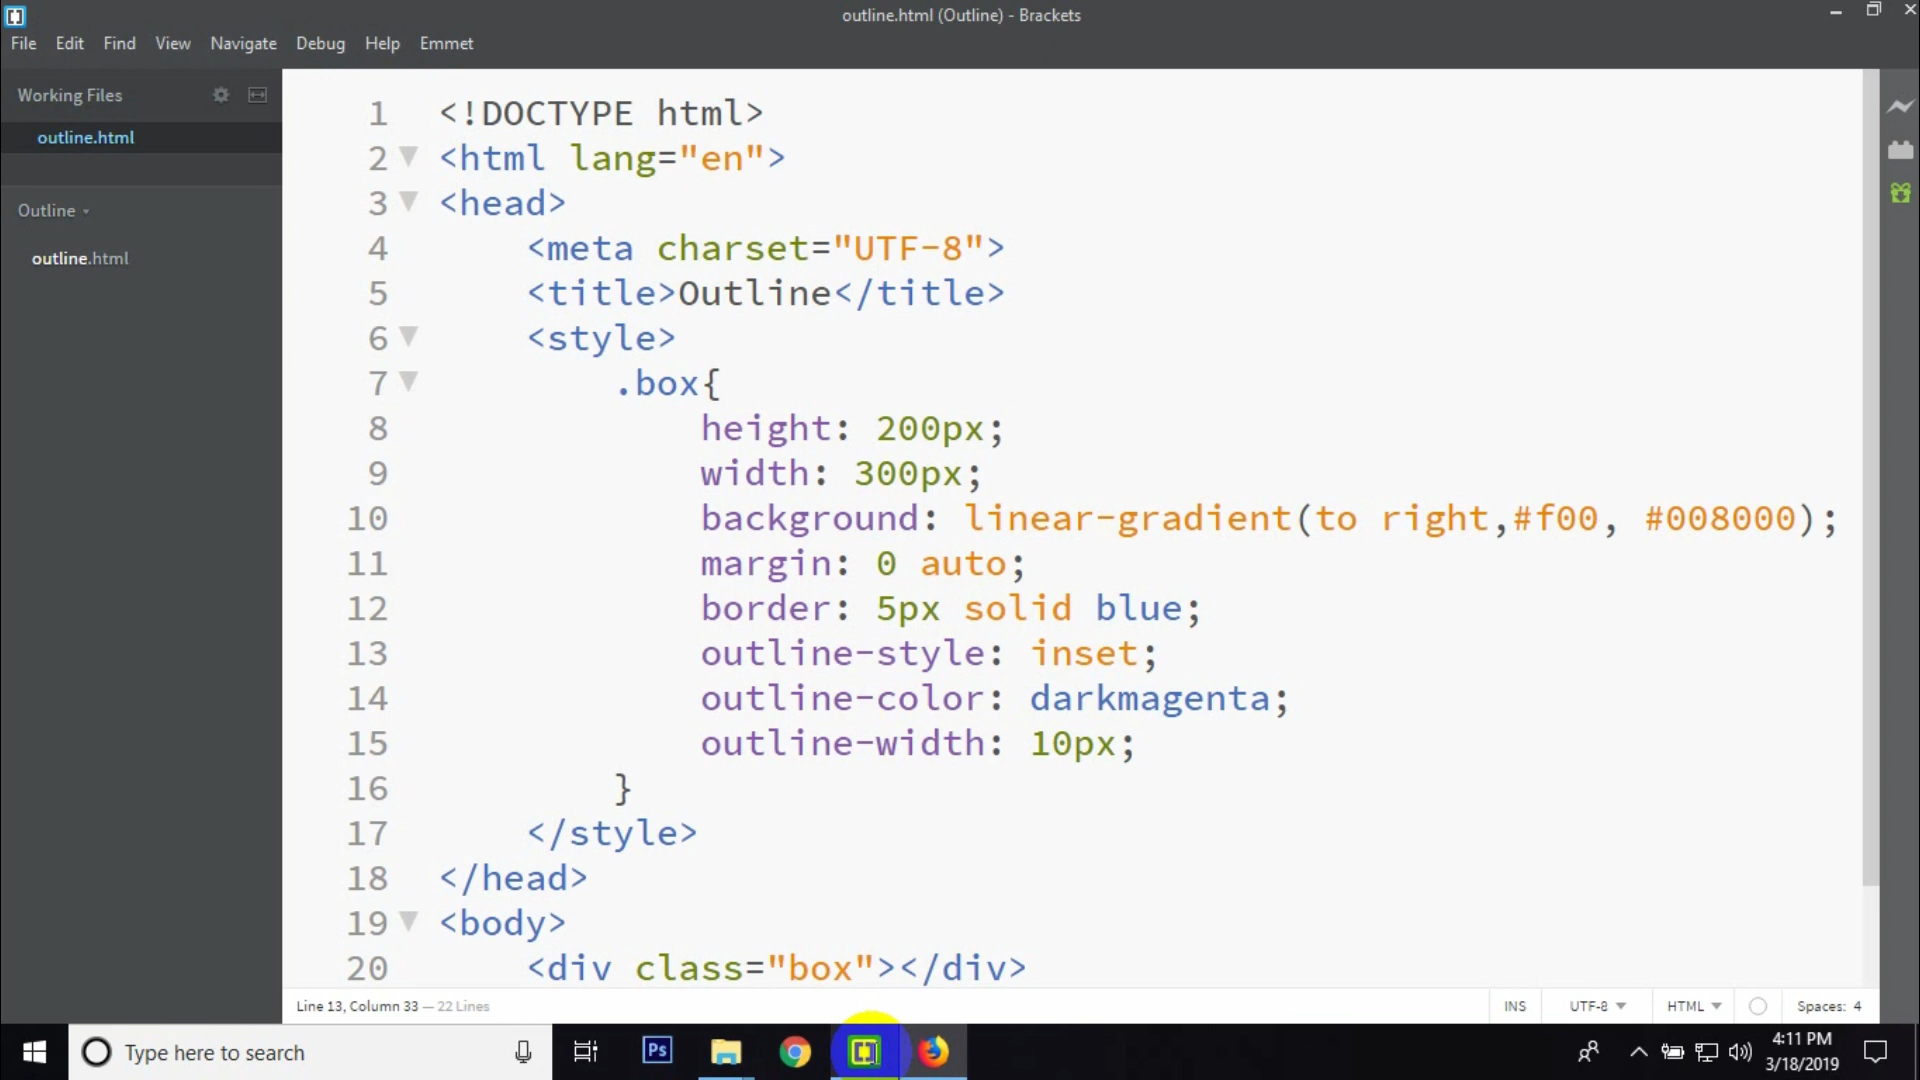 outline.html (Outline) - Brackets
File Edit Find View Navigate Debug Help Emmet
Working Files
outline.html
Outline
outline.html
1 <!DOCTYPE html>
2 <html lang="en">
3 <head>
4 <meta charset="UTF-8">
5 <title>Outline</title>
6 <style>
7 .box{
8 height: 200px;
9 width: 300px;
10 background: linear-gradient(to right,#f00, #008000);
11 margin: 0 auto;
12 border: 5px solid blue;
13 outline-style: inset;
14 outline-color: darkmagenta;
15 outline-width: 10px;
16 }
17 </style>
18 </head>
19 <body>
20 <div class="box"></div>
Line 13, Column 33 — 22 Lines
INS UTF-8 HTML Spaces: 4
Type here to search
Ps
4:11 PM
3/18/2019